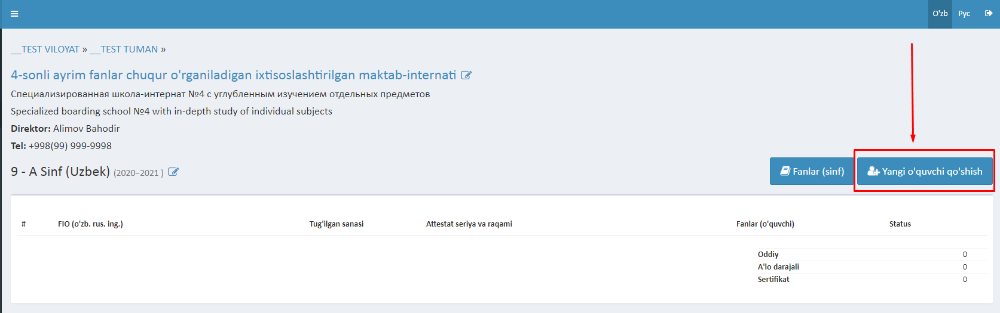 O'zb Рус
__TEST VILOYAT » __TEST TUMAN »
4-sonli ayrim fanlar chuqur o'rganiladigan ixtisoslashtirilgan maktab-internati
Специализированная школа-интернат №4 с углубленным изучением отдельных предметов
Specialized boarding school №4 with in-depth study of individual subjects
Direktor: Alimov Bahodir
Tel: +998(99) 999-9998
9 - A Sinf (Uzbek) (2020–2021 )
Fanlar (sinf) Yangi o'quvchi qo'shish
# FIO (o'zb. rus. ing.) Tug'ilgan sanasi Attestat seriya va raqami Fanlar (o'quvchi) Status
Oddiy 0
A'lo darajali 0
Sertifikat 0